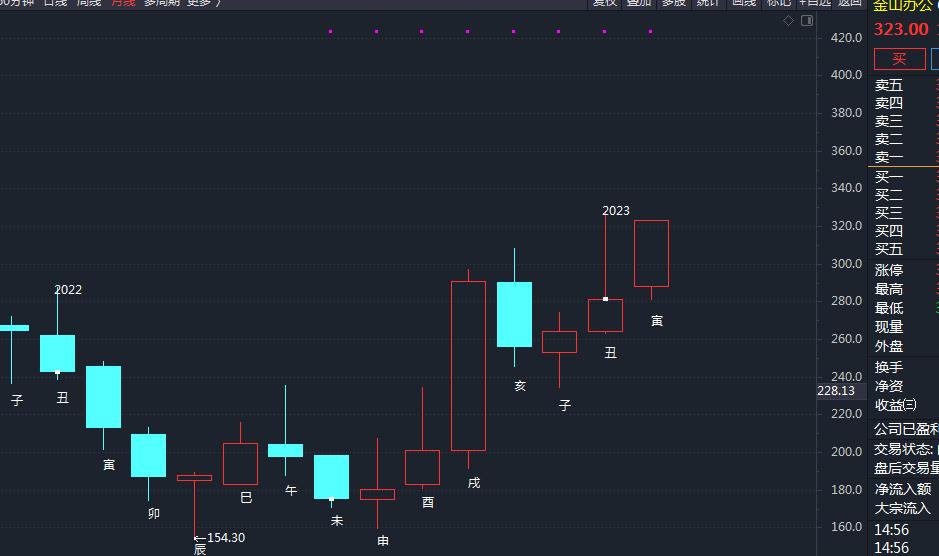 60分钟 日线 周线 月线 多周期 更多 〉 复权 叠加 多股 统计 画线 标记 +自选 返回
金山办公
323.00
买
卖五
卖四
卖三
卖二
卖一
买一
买二
买三
买四
买五
涨停
最高
最低
现量
外盘
换手
净资
收益㈢
公司已盈利
交易状态:
盘后交易量
净流入额
大宗流入
14:56
14:56
420.0
400.0
380.0
360.0
340.0
320.0
300.0
280.0
260.0
240.0
228.13
220.0
200.0
180.0
160.0
2022
2023
子
丑
寅
卯
←154.30
辰
巳
午
未
申
酉
戌
亥
子
丑
寅